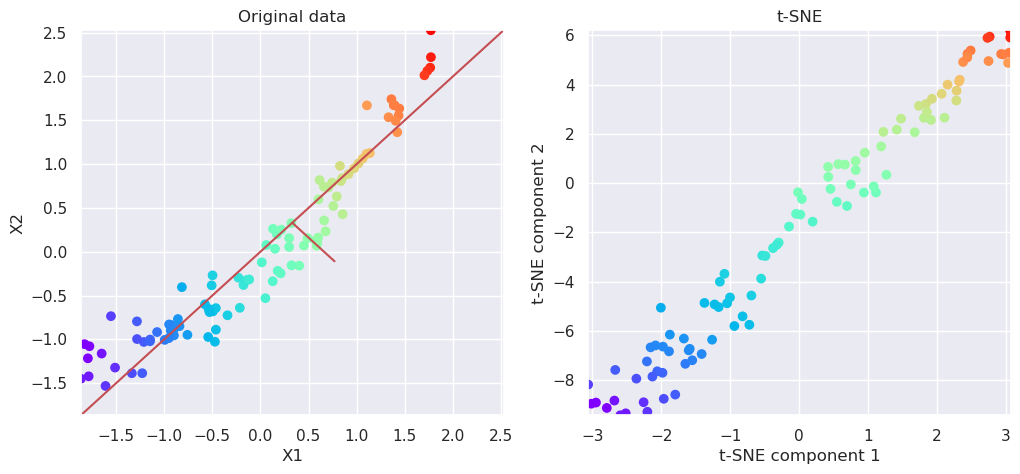 Original data
2.5
2.0
1.5
1.0
0.5
0.0
−0.5
−1.0
−1.5
X2
−1.5 −1.0 −0.5 0.0 0.5 1.0 1.5 2.0 2.5
X1
t-SNE
6
4
2
0
−2
−4
−6
−8
t-SNE component 2
−3 −2 −1 0 1 2 3
t-SNE component 1